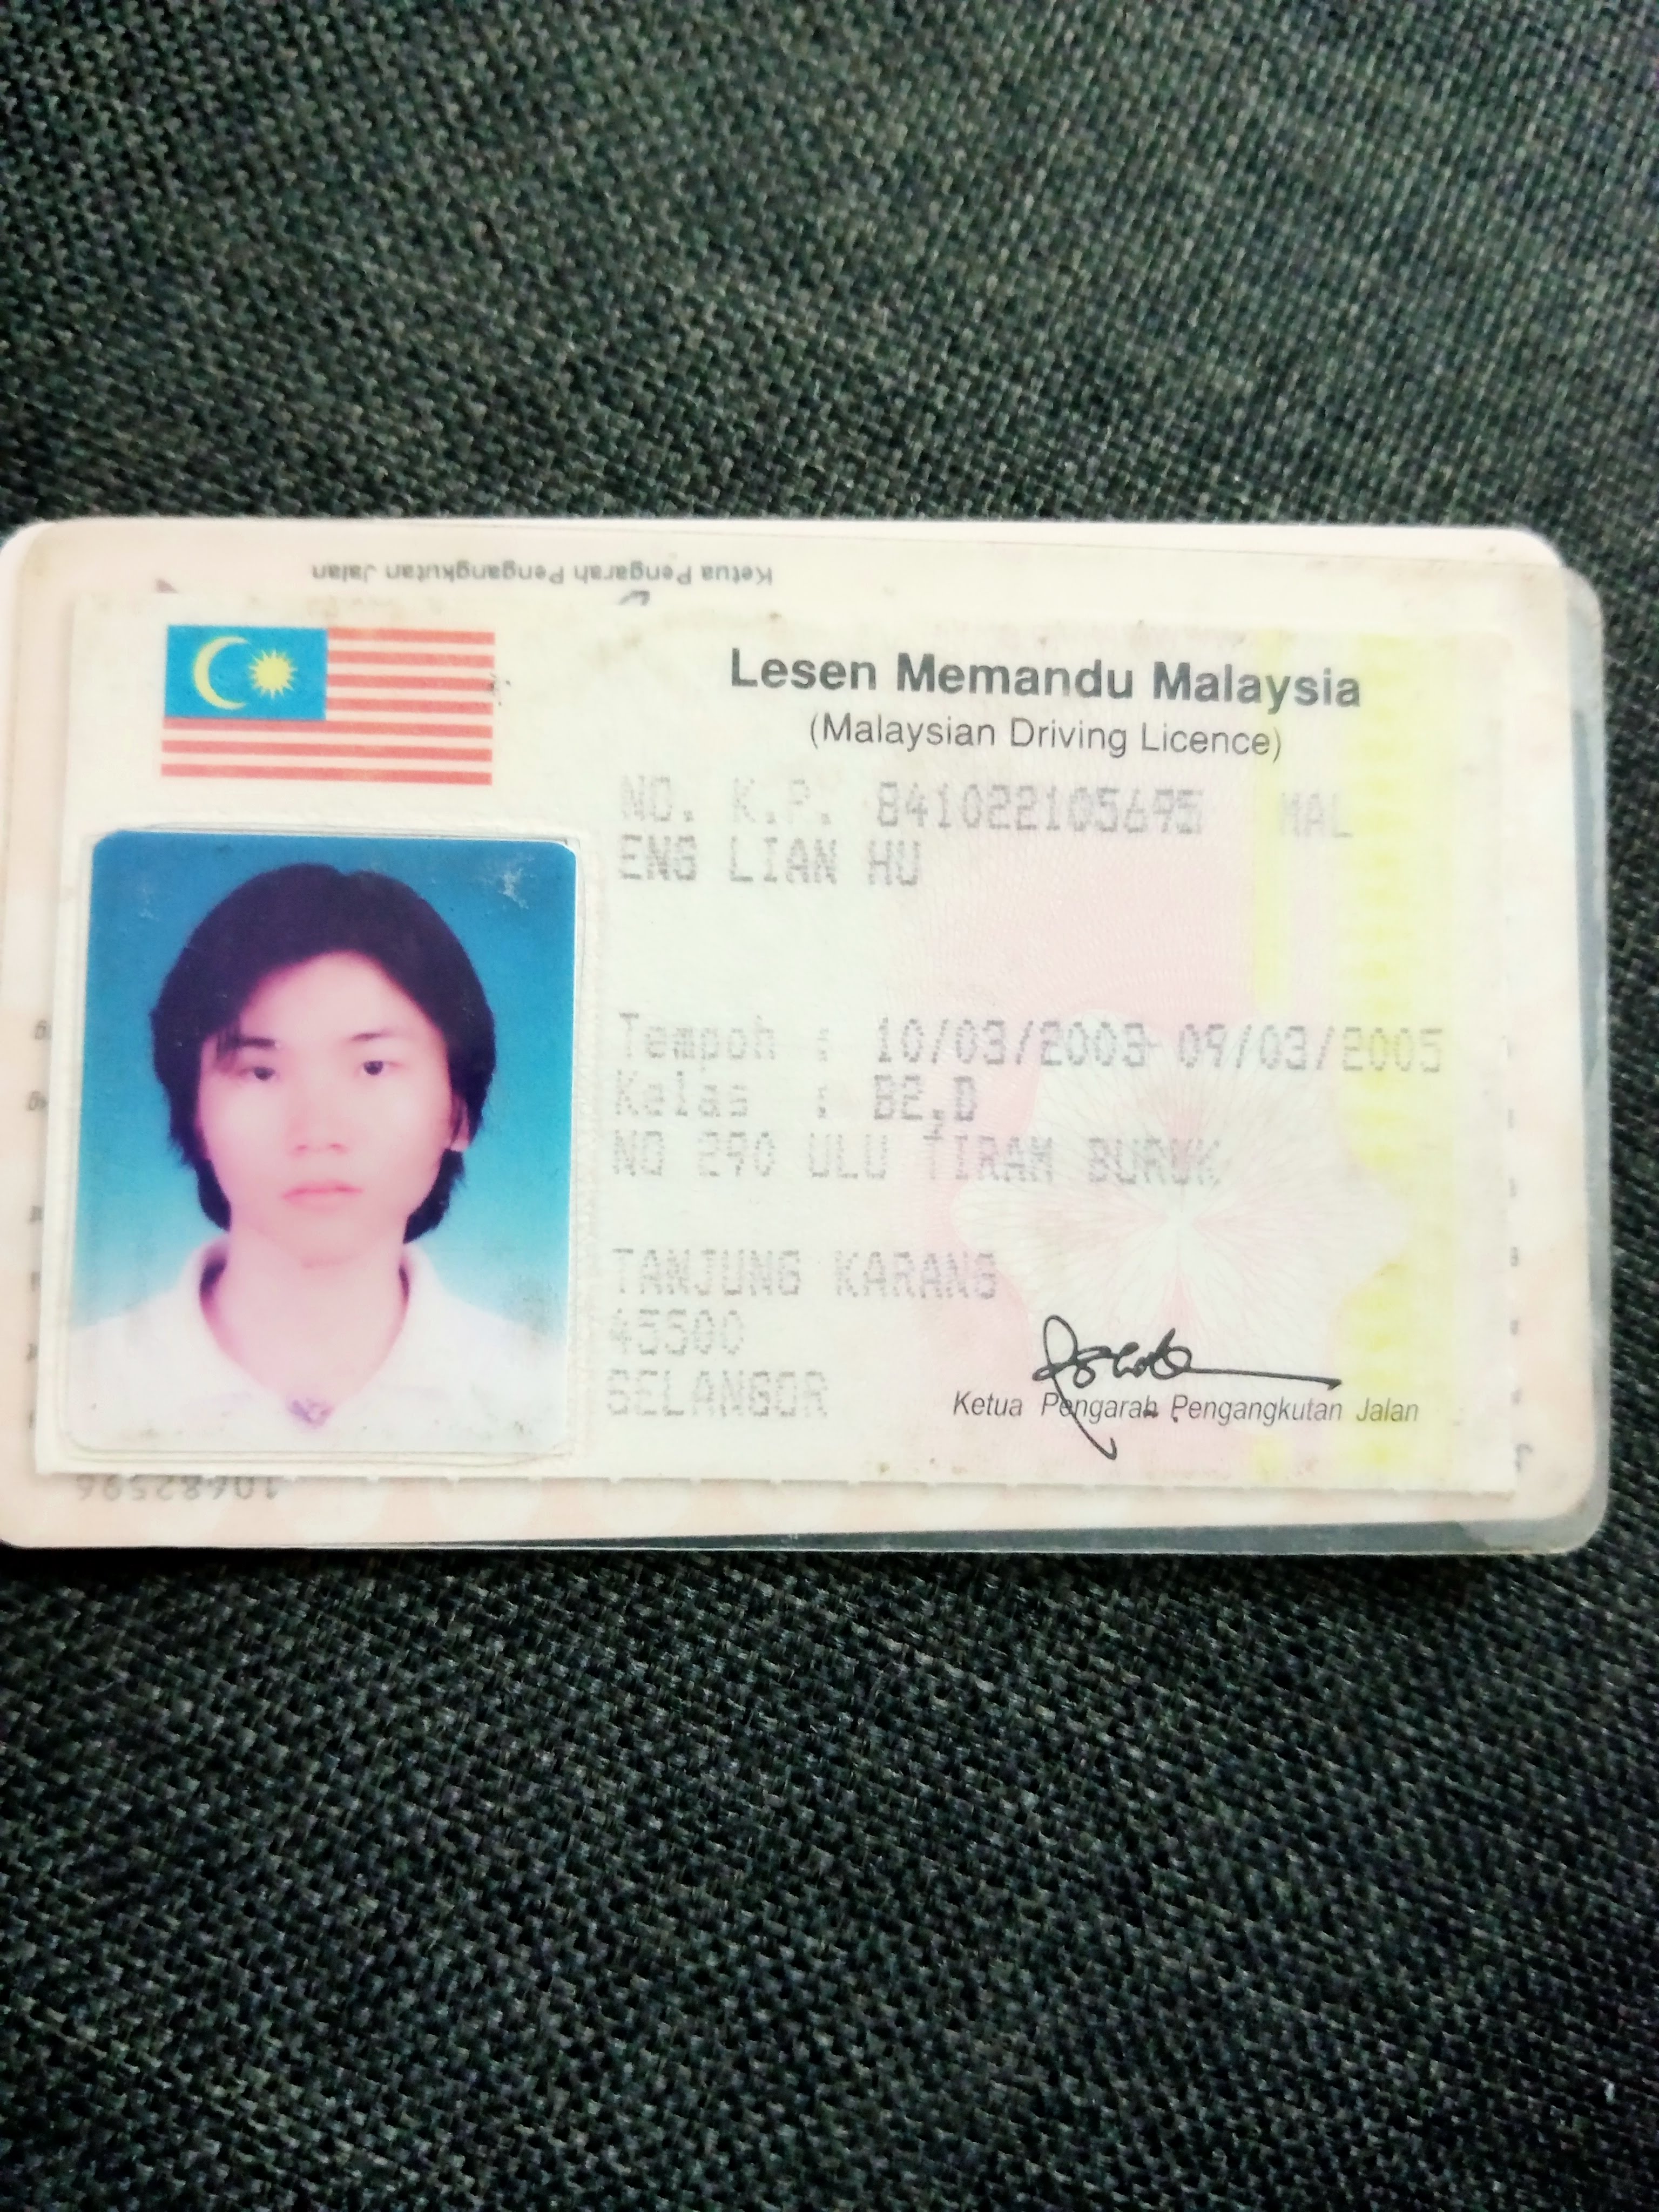 Ketua Pengarah Pengangkutan Jalan
Lesen Memandu Malaysia
(Malaysian Driving Licence)
NO. K.P. 841022105695 MAL
ENG LIAN HU
Tempoh : 10/03/2003- 09/03/2005
Kelas : B2,D
NO 290 ULU TIRAM BURUK
TANJUNG KARANG
45500
SELANGOR
Ketua Pengarah Pengangkutan Jalan
10682596